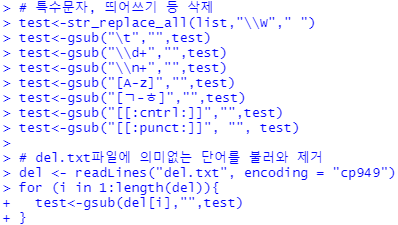 > # 특수문자, 띄어쓰기 등 삭제
> test<-str_replace_all(list,"\\W"," ")
> test<-gsub("\t","",test)
> test<-gsub("\\d+","",test)
> test<-gsub("\\n+","",test)
> test<-gsub("[A-z]","",test)
> test<-gsub("[ㄱ-ㅎ]","",test)
> test<-gsub("[[:cntrl:]]","",test)
> test<-gsub("[[:punct:]]", "", test)
>
> # del.txt파일에 의미없는 단어를 불러와 제거
> del <- readLines("del.txt", encoding = "cp949")
> for (i in 1:length(del)){
+   test<-gsub(del[i],"",test)
+ }